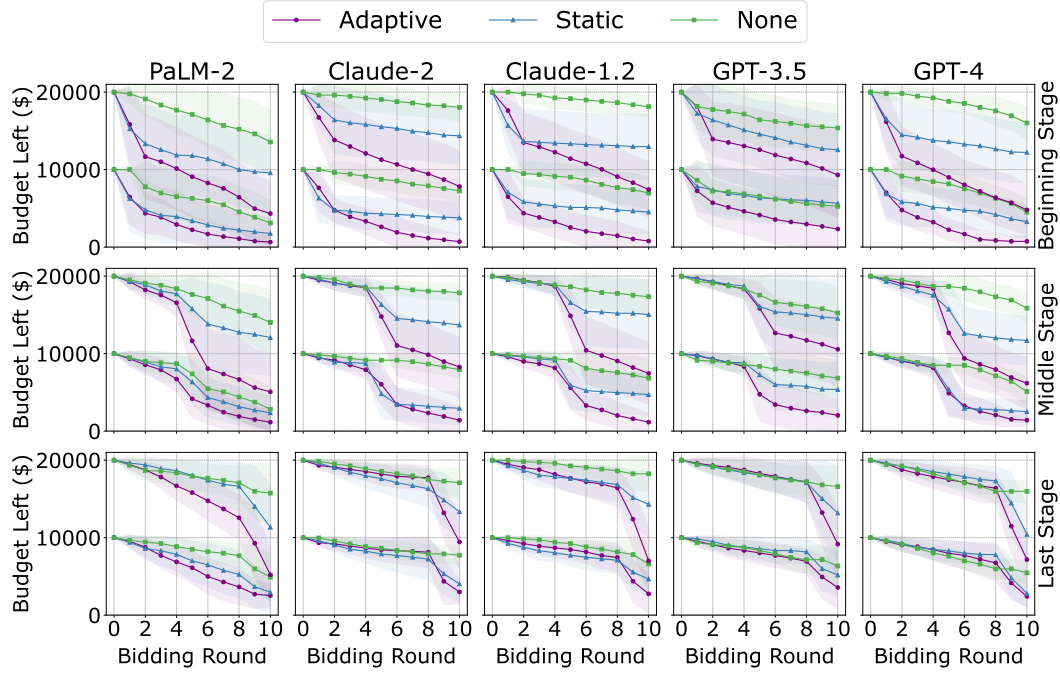 Adaptive Static None
PaLM-2 Claude-2 Claude-1.2 GPT-3.5 GPT-4
Budget Left ($)
20000
10000
0
Beginning Stage
Budget Left ($)
20000
10000
0
Middle Stage
Budget Left ($)
20000
10000
0
Last Stage
0 2 4 6 8 10 0 2 4 6 8 10 0 2 4 6 8 10 0 2 4 6 8 10 0 2 4 6 8 10
Bidding Round Bidding Round Bidding Round Bidding Round Bidding Round